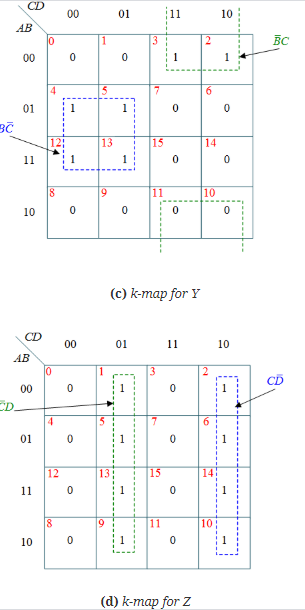 CD 00 01 11 10
AB
0 1 3 2 B̅C
00 0 0 1 1
4 5 7 6
01 1 1 0 0
BC̅
12 13 15 14
11 1 1 0 0
8 9 11 10
10 0 0 0 0
(c) k-map for Y
CD 00 01 11 10
AB
0 1 3 2
00 0 1 0 1 CD̅
C̅D
4 5 7 6
01 0 1 0 1
12 13 15 14
11 0 1 0 1
8 9 11 10
10 0 1 0 1
(d) k-map for Z